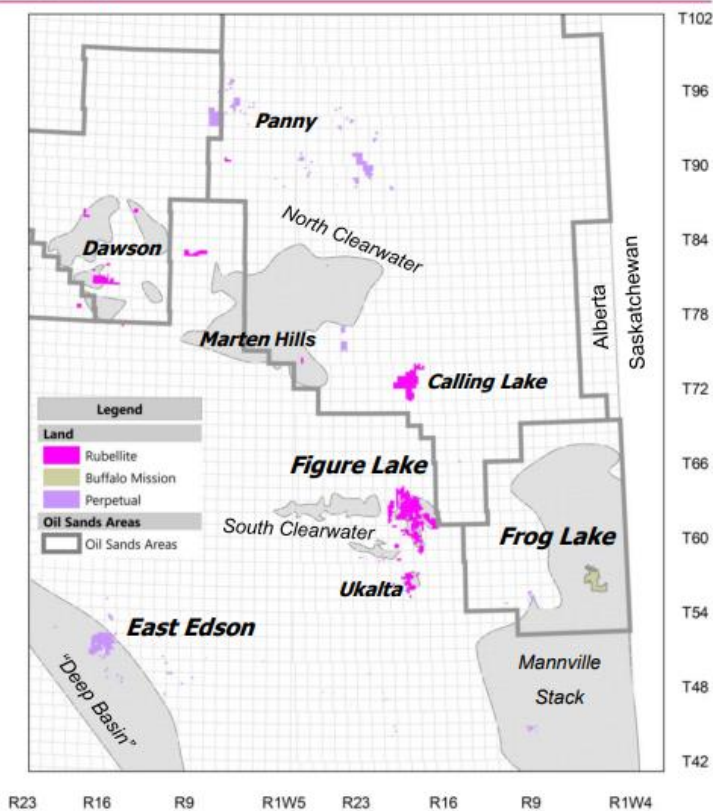 T102
T96
Panny
T90
North Clearwater
T84
Dawson
Alberta
Saskatchewan
T78
Marten Hills
T72
Calling Lake
Legend
Land
Rubellite
Buffalo Mission
Perpetual
Oil Sands Areas
Oil Sands Areas
Figure Lake
T66
South Clearwater
Frog Lake
T60
Ukalta
T54
East Edson
"Deep Basin"
Mannville
Stack
T48
T42
R23 R16 R9 R1W5 R23 R16 R9 R1W4